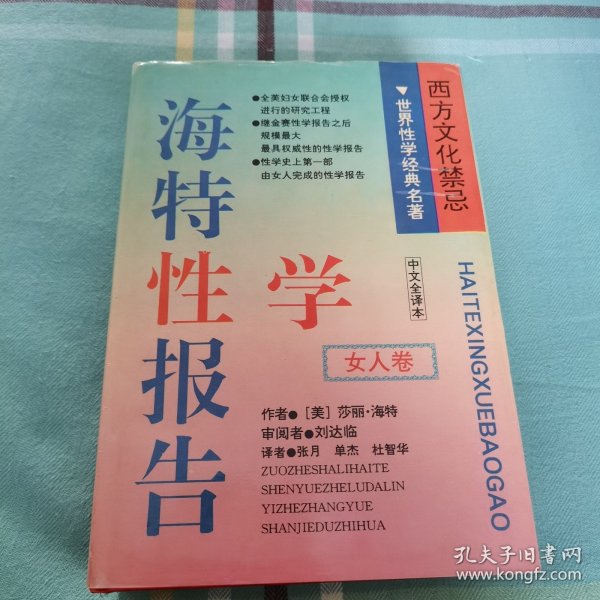 西方文化禁忌
▼世界性学经典名著
●全美妇女联合会授权
进行的研究工程
●继金赛性学报告之后
规模最大
最具权威性的性学报告
●性学史上第一部
由女人完成的性学报告
海特性学报告
中文全译本
女人卷
HAITEXINGXUEBAOGAO
作者●［美］莎丽·海特
审阅者●刘达临
译者●张月 单杰 杜智华
ZUOZHESHALIHAITE
SHENYUEZHELUDALIN
YIZHEZHANGYUE
SHANJIEDUZHIHUA
孔夫子旧书网
www.kongfz.com